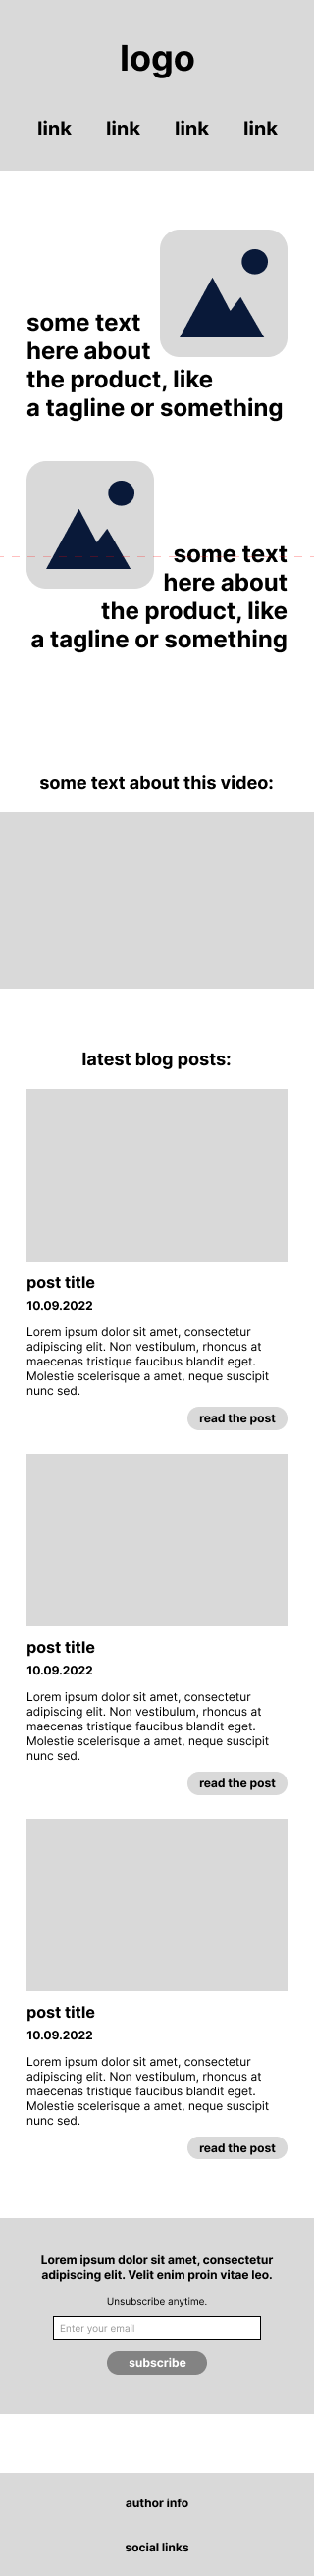 logo
link link link link
some text
here about
the product, like
a tagline or something
some text
here about
the product, like
a tagline or something
some text about this video:
latest blog posts:
post title
10.09.2022
Lorem ipsum dolor sit amet, consectetur
adipiscing elit. Non vestibulum, rhoncus at
maecenas tristique faucibus blandit eget.
Molestie scelerisque a amet, neque suscipit
nunc sed.
read the post
post title
10.09.2022
Lorem ipsum dolor sit amet, consectetur
adipiscing elit. Non vestibulum, rhoncus at
maecenas tristique faucibus blandit eget.
Molestie scelerisque a amet, neque suscipit
nunc sed.
read the post
post title
10.09.2022
Lorem ipsum dolor sit amet, consectetur
adipiscing elit. Non vestibulum, rhoncus at
maecenas tristique faucibus blandit eget.
Molestie scelerisque a amet, neque suscipit
nunc sed.
read the post
Lorem ipsum dolor sit amet, consectetur
adipiscing elit. Velit enim proin vitae leo.
Unsubscribe anytime.
Enter your email
subscribe
author info
social links